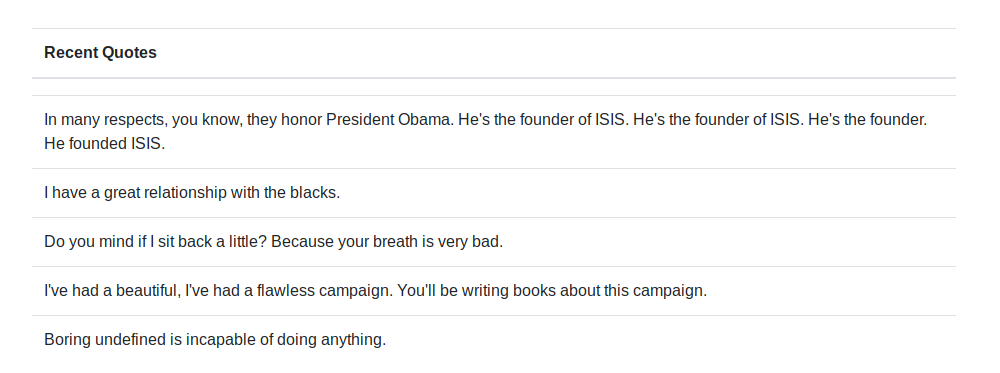 Recent Quotes
In many respects, you know, they honor President Obama. He's the founder of ISIS. He's the founder of ISIS. He's the founder.
He founded ISIS.
I have a great relationship with the blacks.
Do you mind if I sit back a little? Because your breath is very bad.
I've had a beautiful, I've had a flawless campaign. You'll be writing books about this campaign.
Boring undefined is incapable of doing anything.